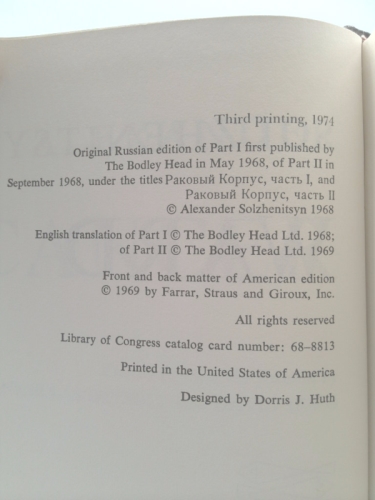 Third printing, 1974
Original Russian edition of Part I first published by
The Bodley Head in May 1968, of Part II in
September 1968, under the titles Раковый Корпус, часть I, and
Раковый Корпус, часть II
© Alexander Solzhenitsyn 1968
English translation of Part I © The Bodley Head Ltd. 1968;
of Part II © The Bodley Head Ltd. 1969
Front and back matter of American edition
© 1969 by Farrar, Straus and Giroux, Inc.
All rights reserved
Library of Congress catalog card number: 68-8813
Printed in the United States of America
Designed by Dorris J. Huth